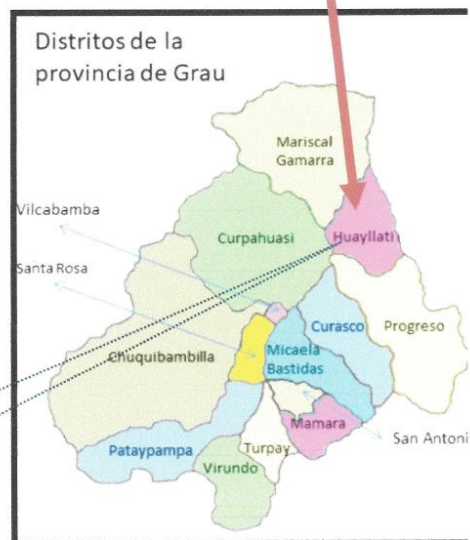 Distritos de la
provincia de Grau
Mariscal
Gamarra
Vilcabamba
Curpahuasi
Huayllati
Santa Rosa
Curasco
Progreso
Chuquibambilla
Micaela
Bastidas
Mamara
San Antoni
Pataypampa
Turpay
Virundo